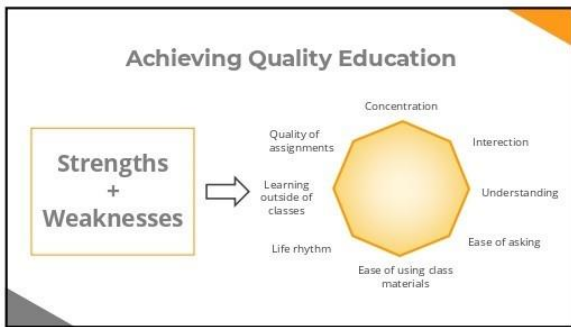 Achieving Quality Education
Strengths
+
Weaknesses
Concentration
Interection
Understanding
Ease of asking
Ease of using class
materials
Life rhythm
Learning
outside of
classes
Quality of
assignments